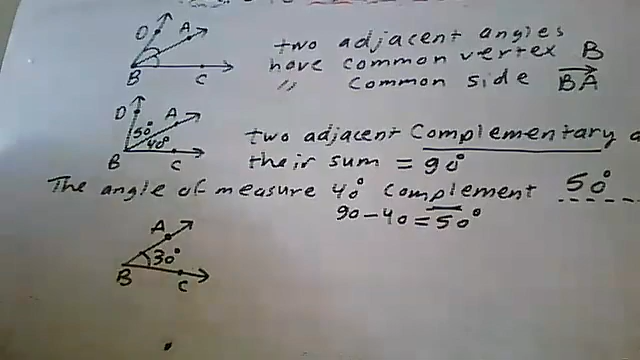 D A
B C
two adjacent angles
have common vertex B
" Common side BA
D A
50°
40°
B C
two adjacent Complementary
their sum = 90°
The angle of measure 40° complement 50°
90-40=50°
A
30°
B C